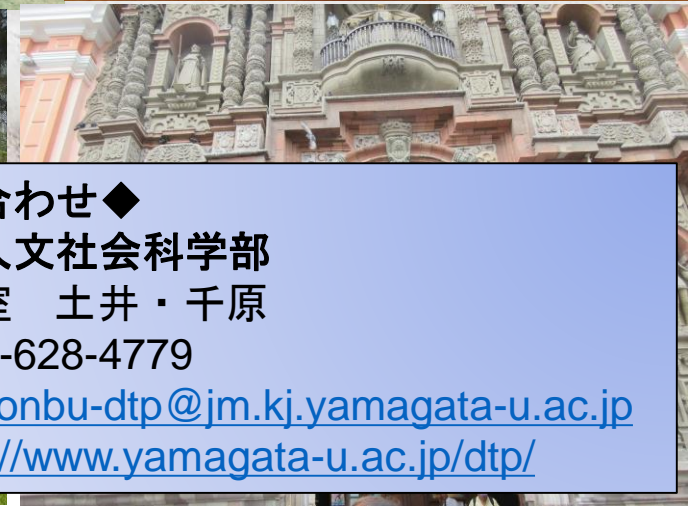 合わせ◆
人文社会科学部
室　土井・千原
-628-4779
onbu-dtp@jm.kj.yamagata-u.ac.jp
//www.yamagata-u.ac.jp/dtp/